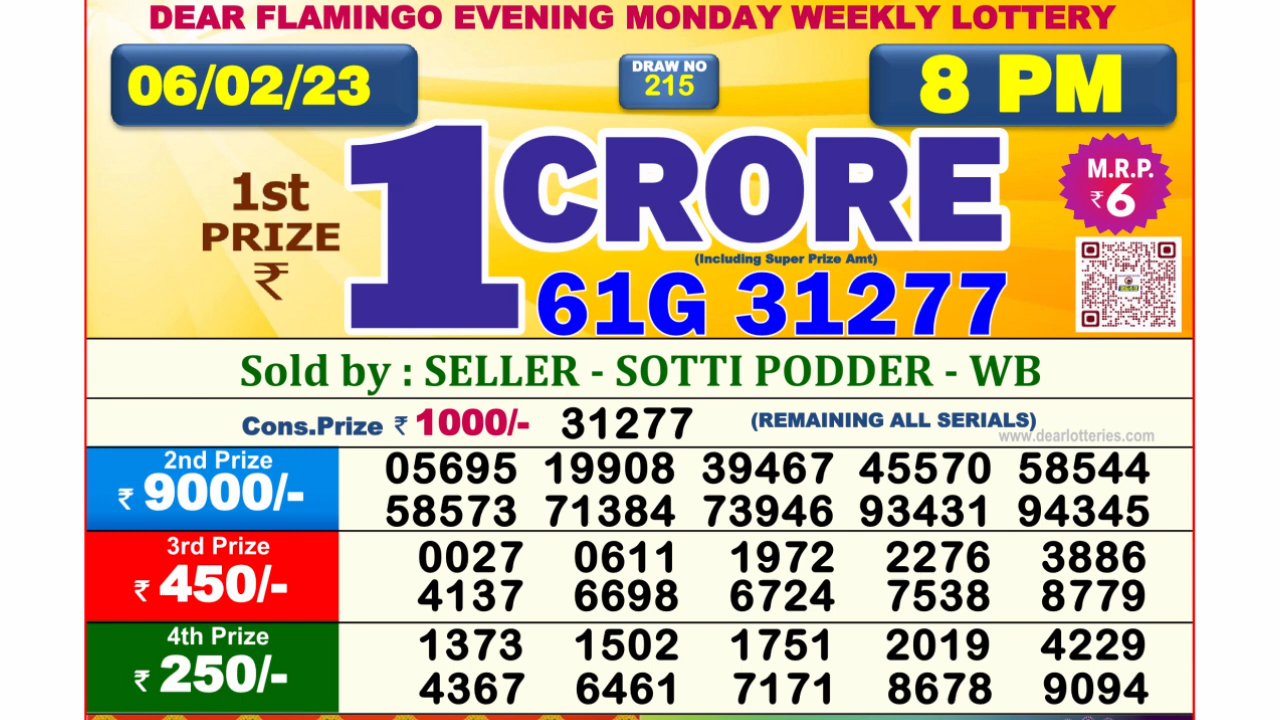 DEAR FLAMINGO EVENING MONDAY WEEKLY LOTTERY
06/02/23
DRAW NO
215
8 PM
1st
PRIZE
₹
1 CRORE
(Including Super Prize Amt)
61G 31277
M.R.P.
₹ 6
Sold by : SELLER - SOTTI PODDER - WB
Cons.Prize ₹ 1000/- 31277 (REMAINING ALL SERIALS)
www.dearlotteries.com
2nd Prize
₹ 9000/-
05695 19908 39467 45570 58544
58573 71384 73946 93431 94345
3rd Prize
₹ 450/-
0027 0611 1972 2276 3886
4137 6698 6724 7538 8779
4th Prize
₹ 250/-
1373 1502 1751 2019 4229
4367 6461 7171 8678 9094